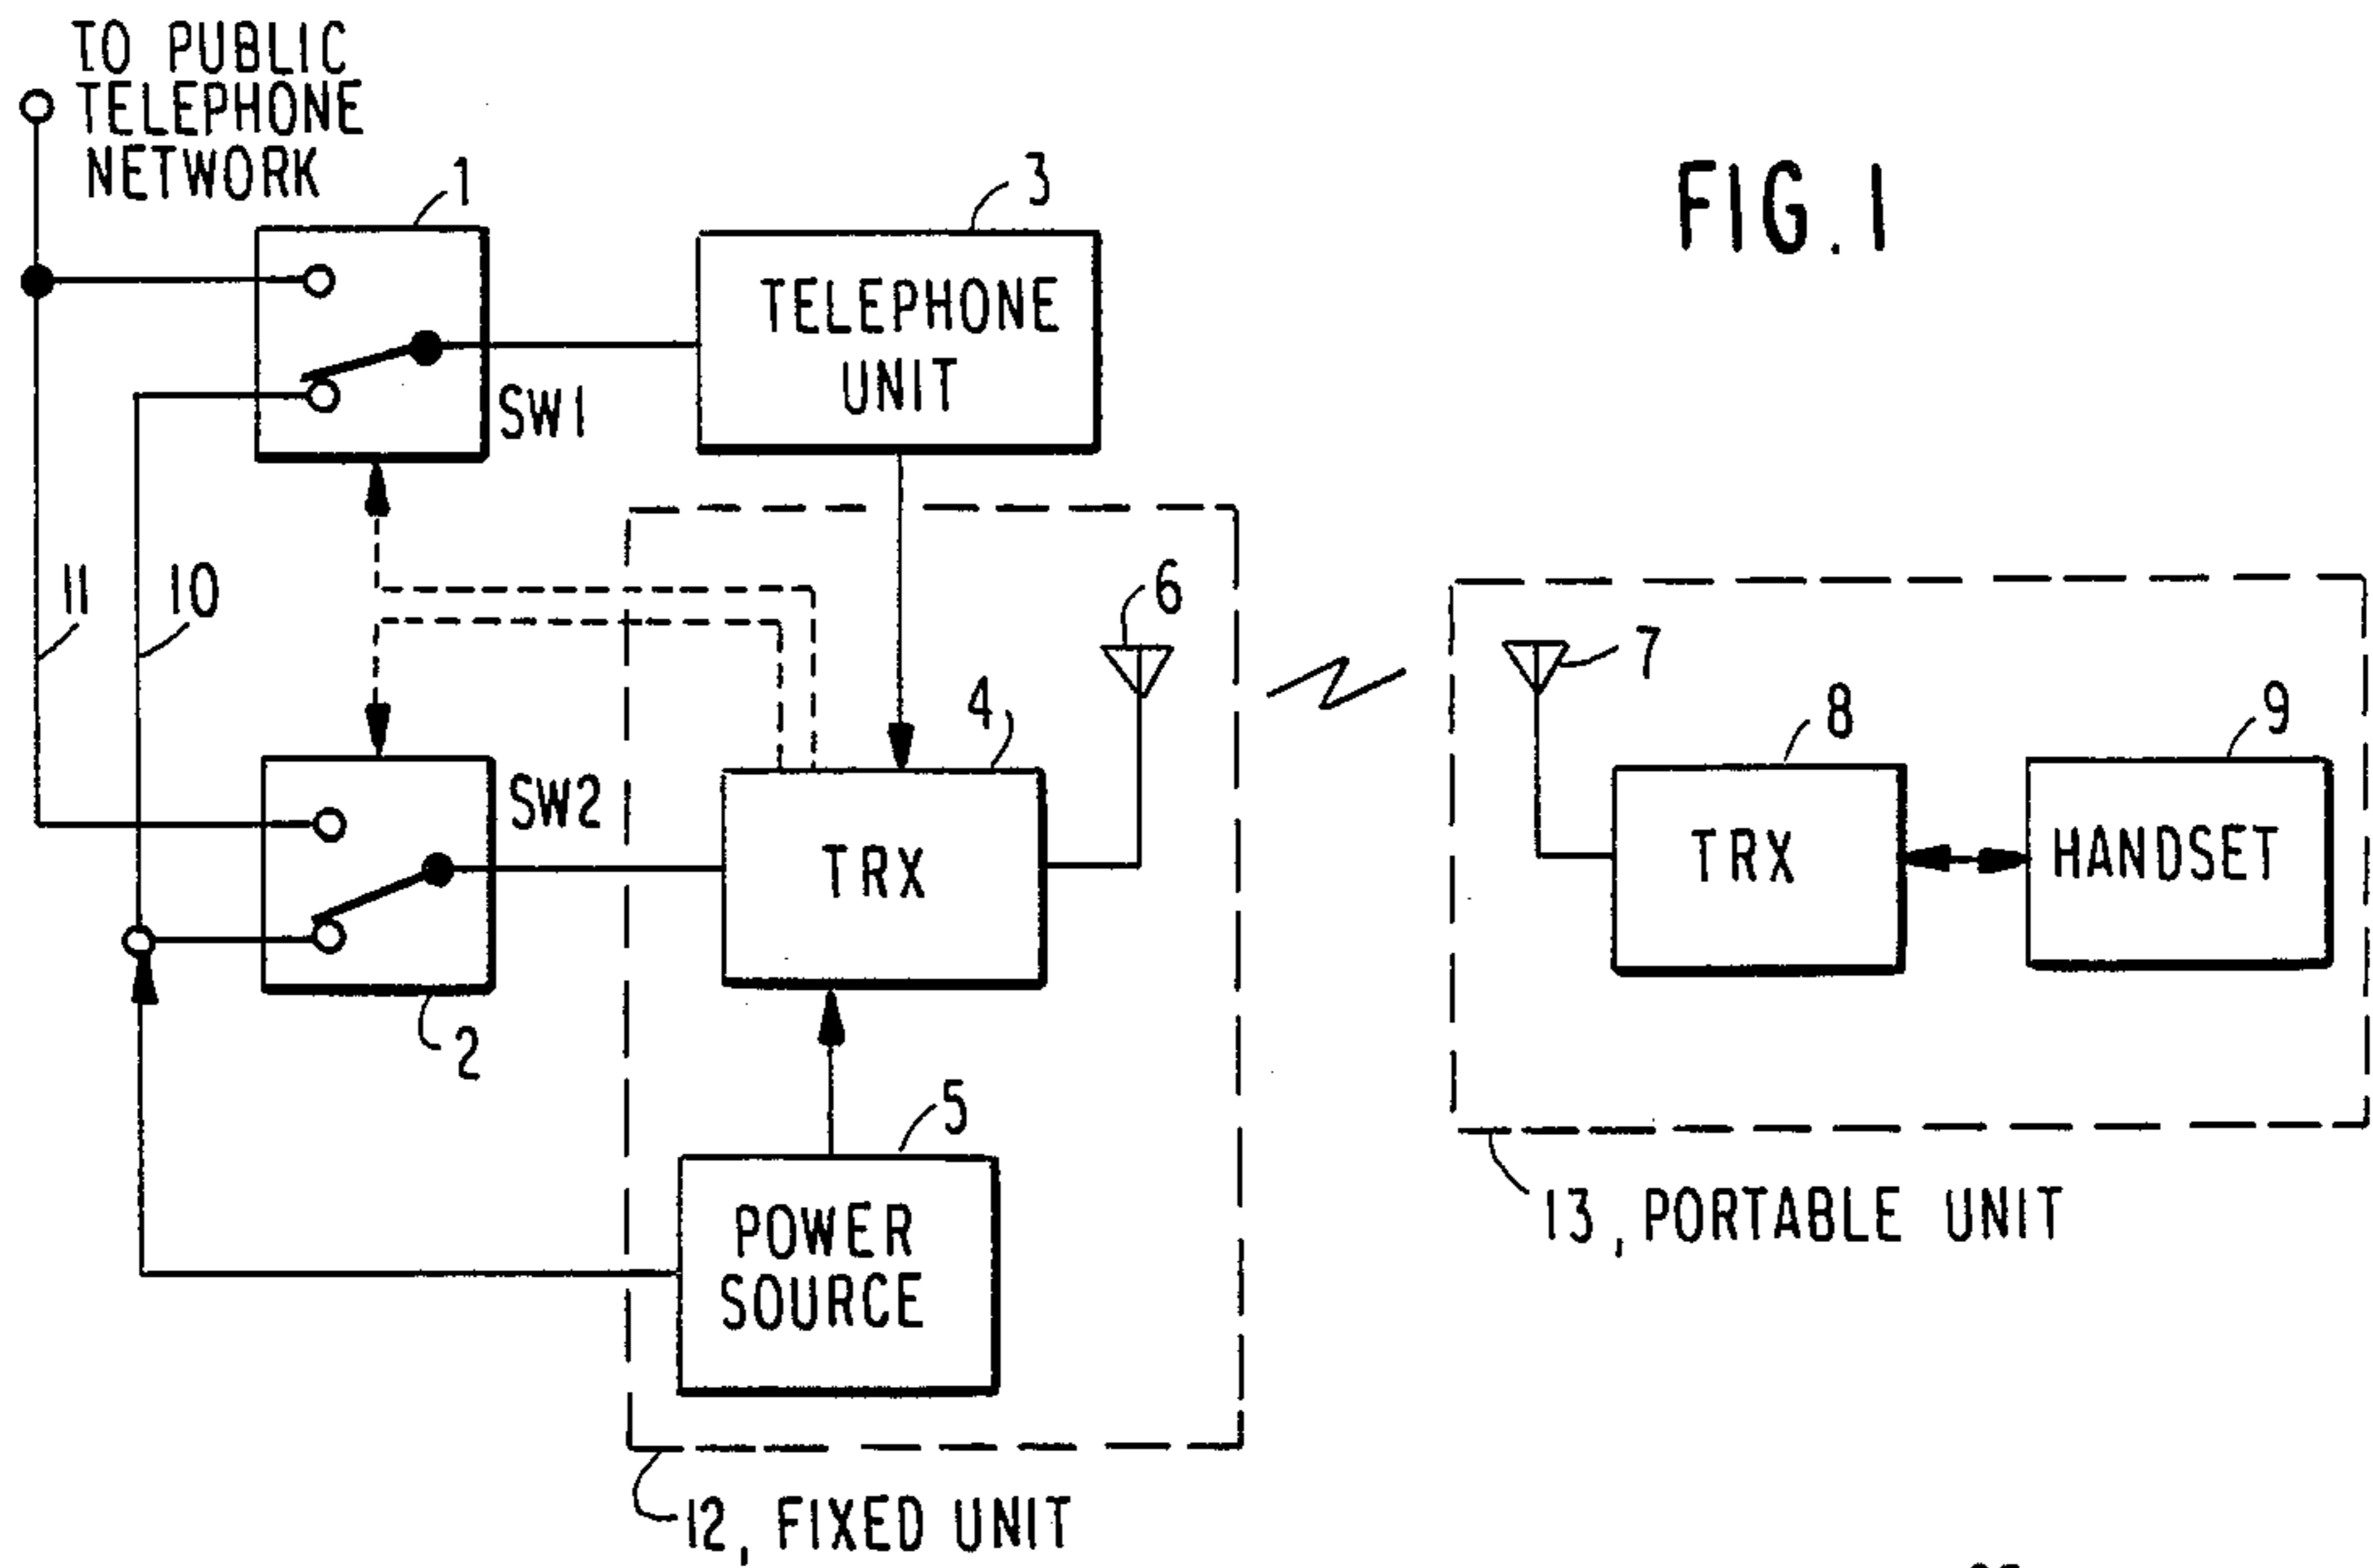 TO PUBLIC
TELEPHONE
NETWORK
1
3
FIG. 1
TELEPHONE
UNIT
SW1
11
10
6
7
4
8
9
SW2
TRX
TRX
HANDSET
2
5
POWER
SOURCE
13, PORTABLE UNIT
12, FIXED UNIT